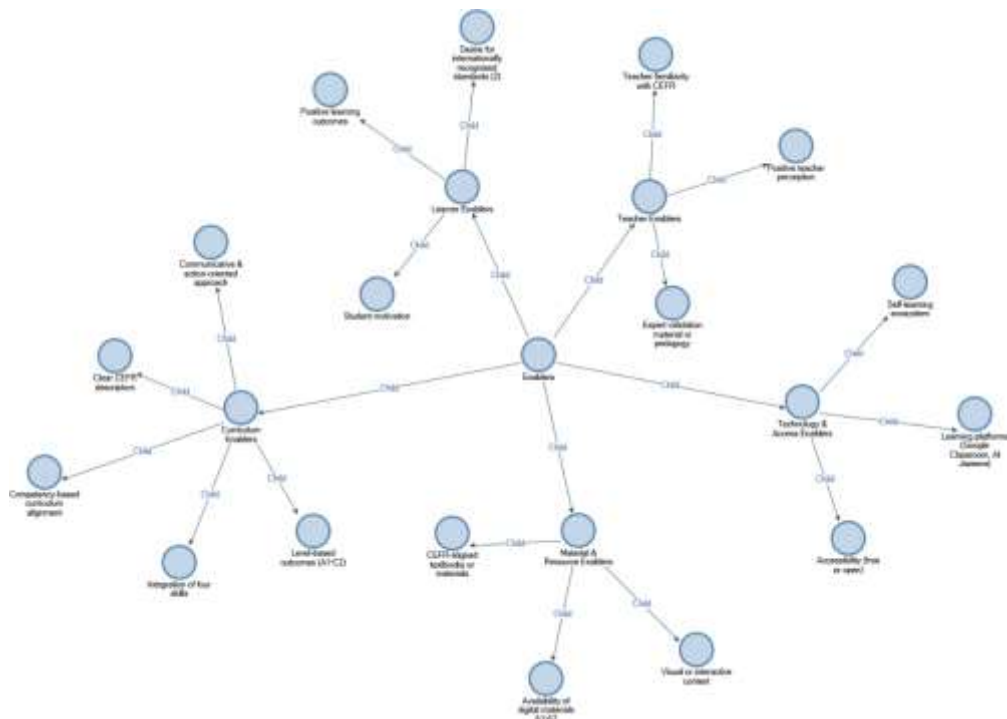 Desire for
internationally
recognized
standards (2)
Positive learning
outcomes
Child
Child
Learner Enablers
Child
Student motivation
Child
Teacher familiarity
with CEFR
Child
Positive teacher
perception
Child
Teacher Enablers
Child
Expert validation
material or
pedagogy
Child
Communicative &
action-oriented
approach
Child
Clear CEFR
descriptors
Child
Curriculum
Enablers
Child
Competency-based
curriculum
alignment
Child
Child
Integration of four
skills
Child
Level-based
outcomes (A1-C2)
Enablers
Child
Self-learning
ecosystem
Child
Technology &
Access Enablers
Child
Learning platforms
(Google
Classroom, AI
Child
Accessibility (free
or open)
Child
Child
CEFR-aligned
textbooks or
materials
Child
Material &
Resource Enablers
Child
Child
Visual or interactive
content
Availability of
digital materials